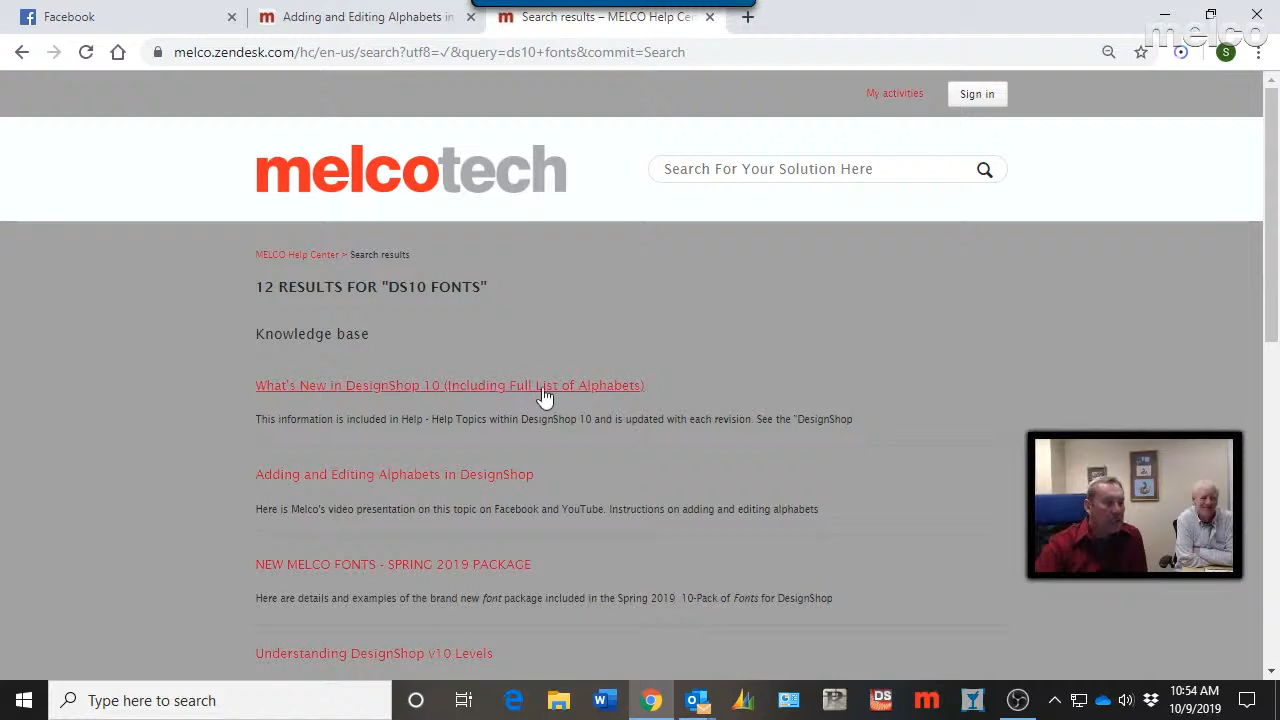 Facebook
Adding and Editing Alphabets in
Search results – MELCO Help Cen
melco
melco.zendesk.com/hc/en-us/search?utf8=✓&query=ds10+fonts&commit=Search
S
My activities
Sign in
melcotech
Search For Your Solution Here
MELCO Help Center > Search results
12 RESULTS FOR "DS10 FONTS"
Knowledge base
What's New in DesignShop 10 (Including Full List of Alphabets)
This information is included in Help - Help Topics within DesignShop 10 and is updated with each revision. See the "DesignShop
Adding and Editing Alphabets in DesignShop
Here is Melco's video presentation on this topic on Facebook and YouTube. Instructions on adding and editing alphabets
NEW MELCO FONTS - SPRING 2019 PACKAGE
Here are details and examples of the brand new font package included in the Spring 2019 10-Pack of Fonts for DesignShop
Understanding DesignShop v10 Levels
Type here to search
DS
10:54 AM
10/9/2019